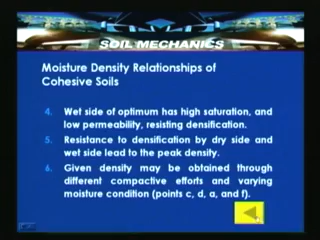 SOIL MECHANICS
Moisture Density Relationships of
Cohesive Soils
4. Wet side of optimum has high saturation, and
low permeability, resisting densification.
5. Resistance to densification by dry side and
wet side lead to the peak density.
6. Given density may be obtained through
different compactive efforts and varying
moisture condition (points c, d, a, and f).